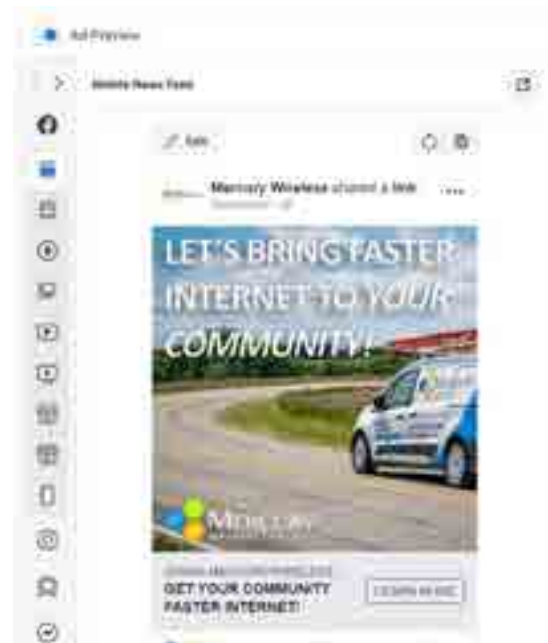 Ad Preview
Mobile News Feed
Edit
Mercury Wireless shared a link
LET'S BRING FASTER
INTERNET TO YOUR
COMMUNITY!
MERCURY
GET YOUR COMMUNITY
FASTER INTERNET!
LEARN MORE